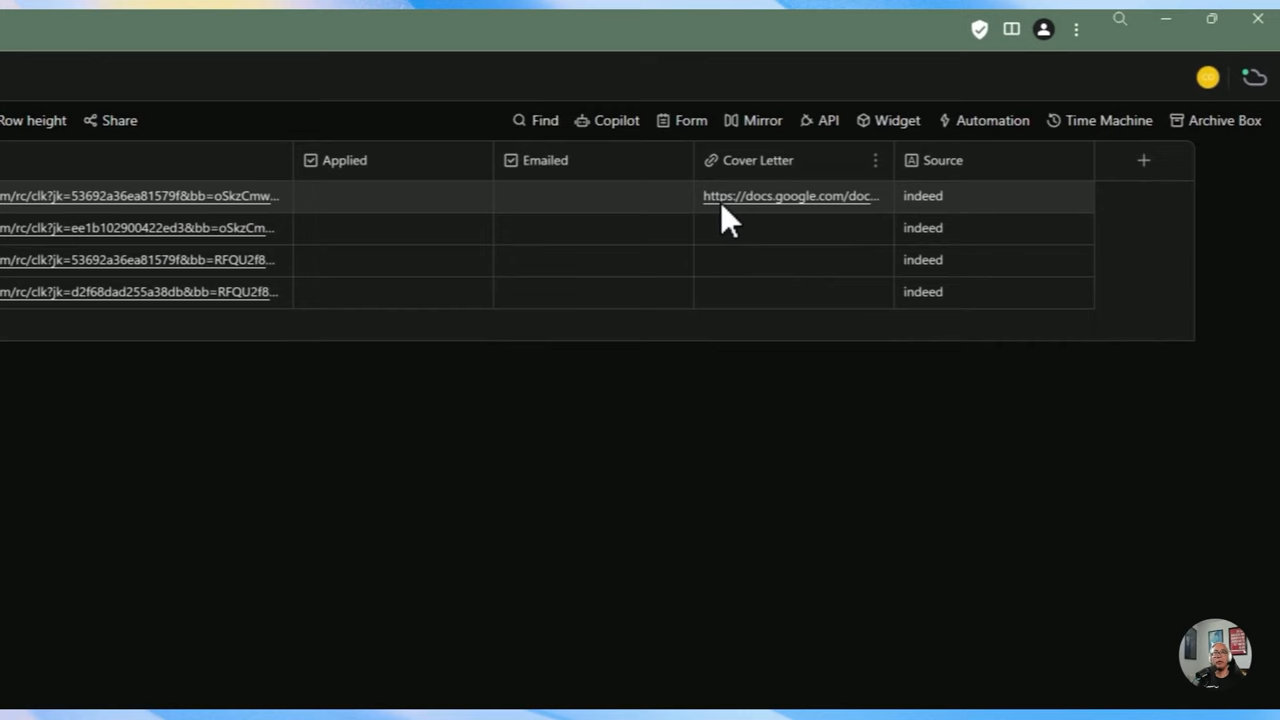 CO
Row height Share Find Copilot Form Mirror API Widget Automation Time Machine Archive Box
Applied Emailed Cover Letter Source
m/rc/clk?jk=53692a36ea81579f&bb=oSkzCmw... https://docs.google.com/doc... indeed
m/rc/clk?jk=ee1b102900422ed3&bb=oSkzCm... indeed
m/rc/clk?jk=53692a36ea81579f&bb=RFQU2f8... indeed
m/rc/clk?jk=d2f68dad255a38db&bb=RFQU2f8... indeed